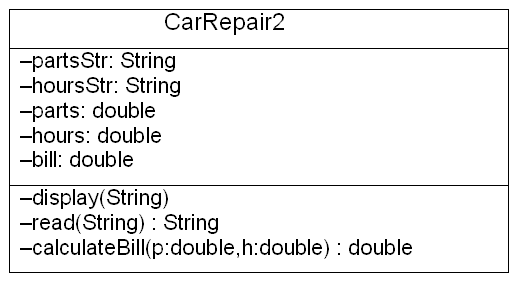 CarRepair2
–partsStr: String
–hoursStr: String
–parts: double
–hours: double
–bill: double
–display(String)
–read(String) : String
–calculateBill(p:double,h:double) : double